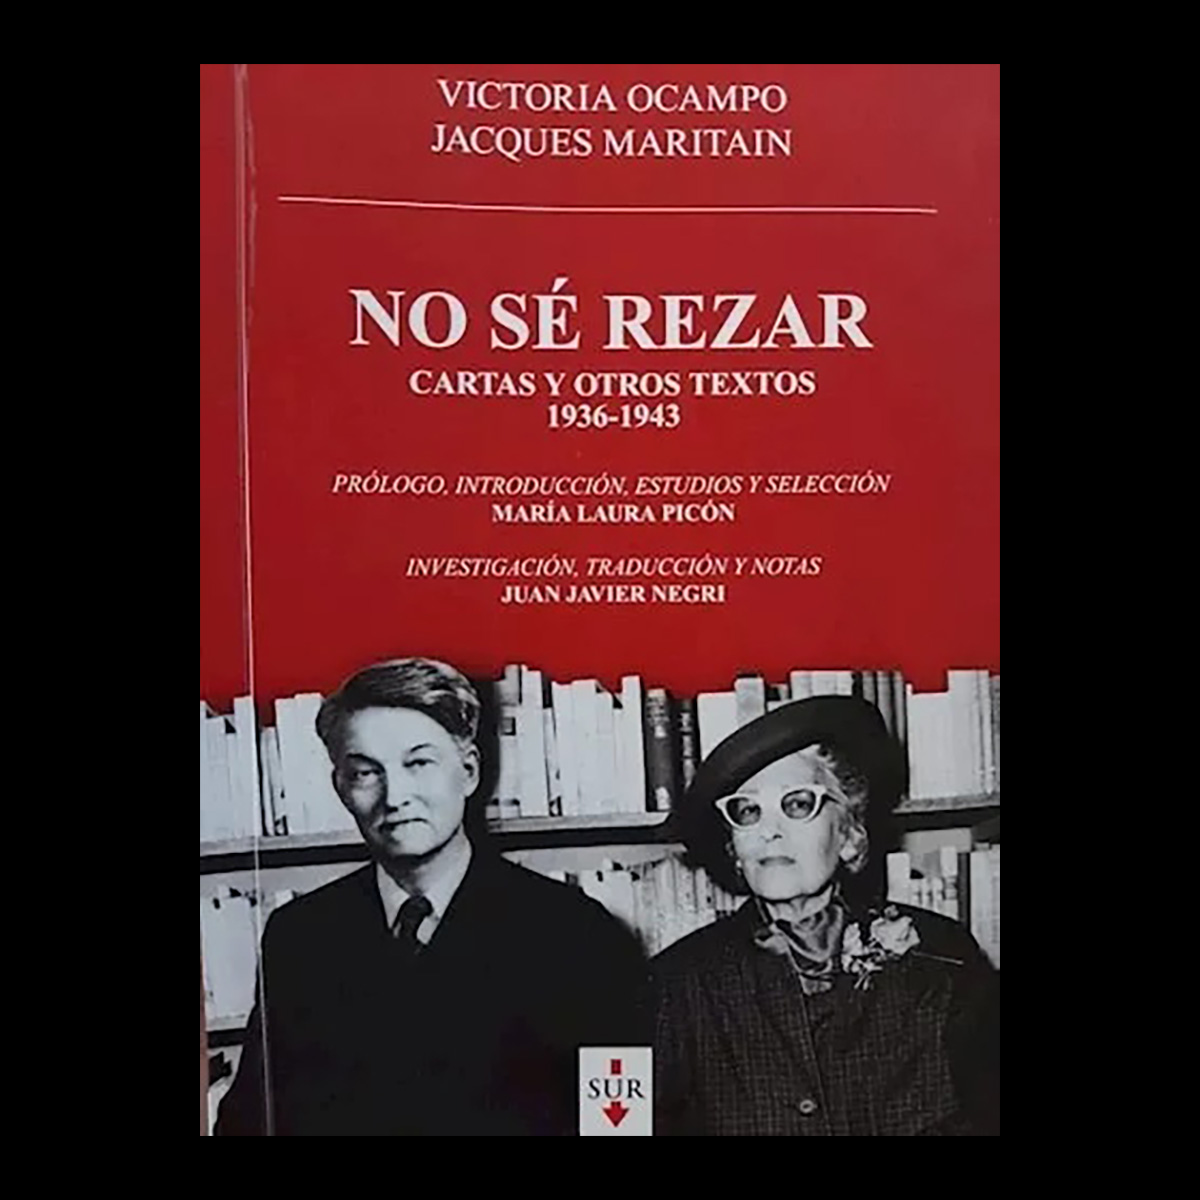 VICTORIA OCAMPO
JACQUES MARITAIN
NO SÉ REZAR
CARTAS Y OTROS TEXTOS
1936-1943
PRÓLOGO, INTRODUCCIÓN, ESTUDIOS Y SELECCIÓN
MARÍA LAURA PICÓN
INVESTIGACIÓN, TRADUCCIÓN Y NOTAS
JUAN JAVIER NEGRI
SUR